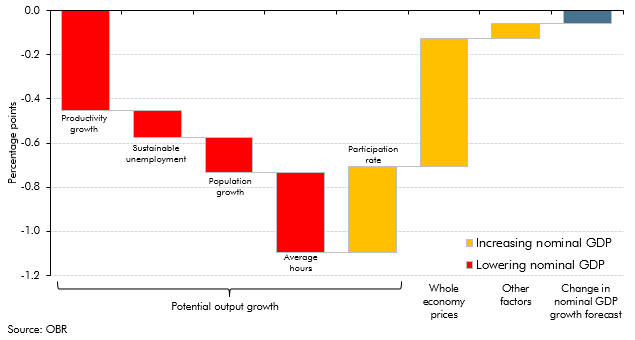 0.0
-0.2
-0.4
-0.6
-0.8
-1.0
-1.2
Percentage points
Productivity
growth
Sustainable
unemployment
Population
growth
Average
hours
Participation
rate
Increasing nominal GDP
Lowering nominal GDP
Potential output growth
Whole
economy
prices
Other
factors
Change in
nominal GDP
growth forecast
Source: OBR